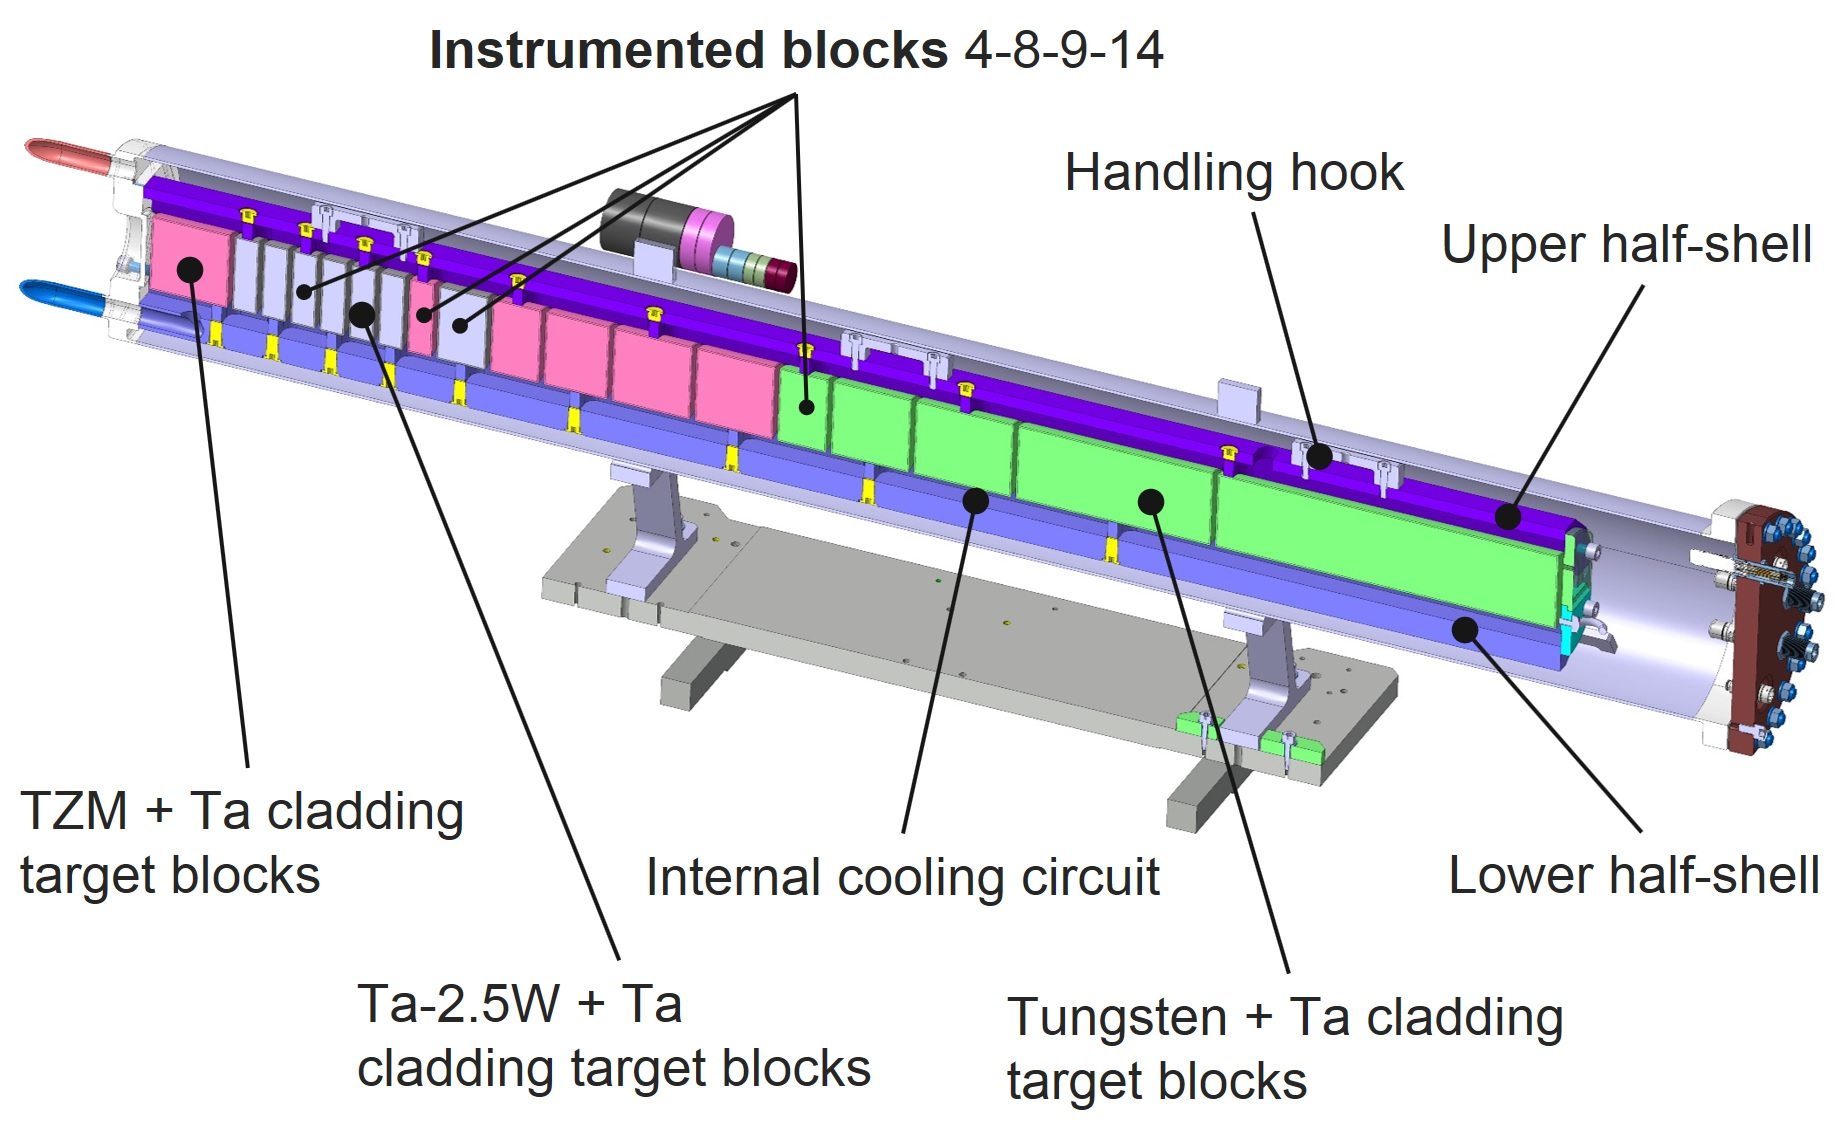 Instrumented blocks 4-8-9-14
Handling hook
Upper half-shell
TZM + Ta cladding
target blocks
Internal cooling circuit
Lower half-shell
Ta-2.5W + Ta
cladding target blocks
Tungsten + Ta cladding
target blocks